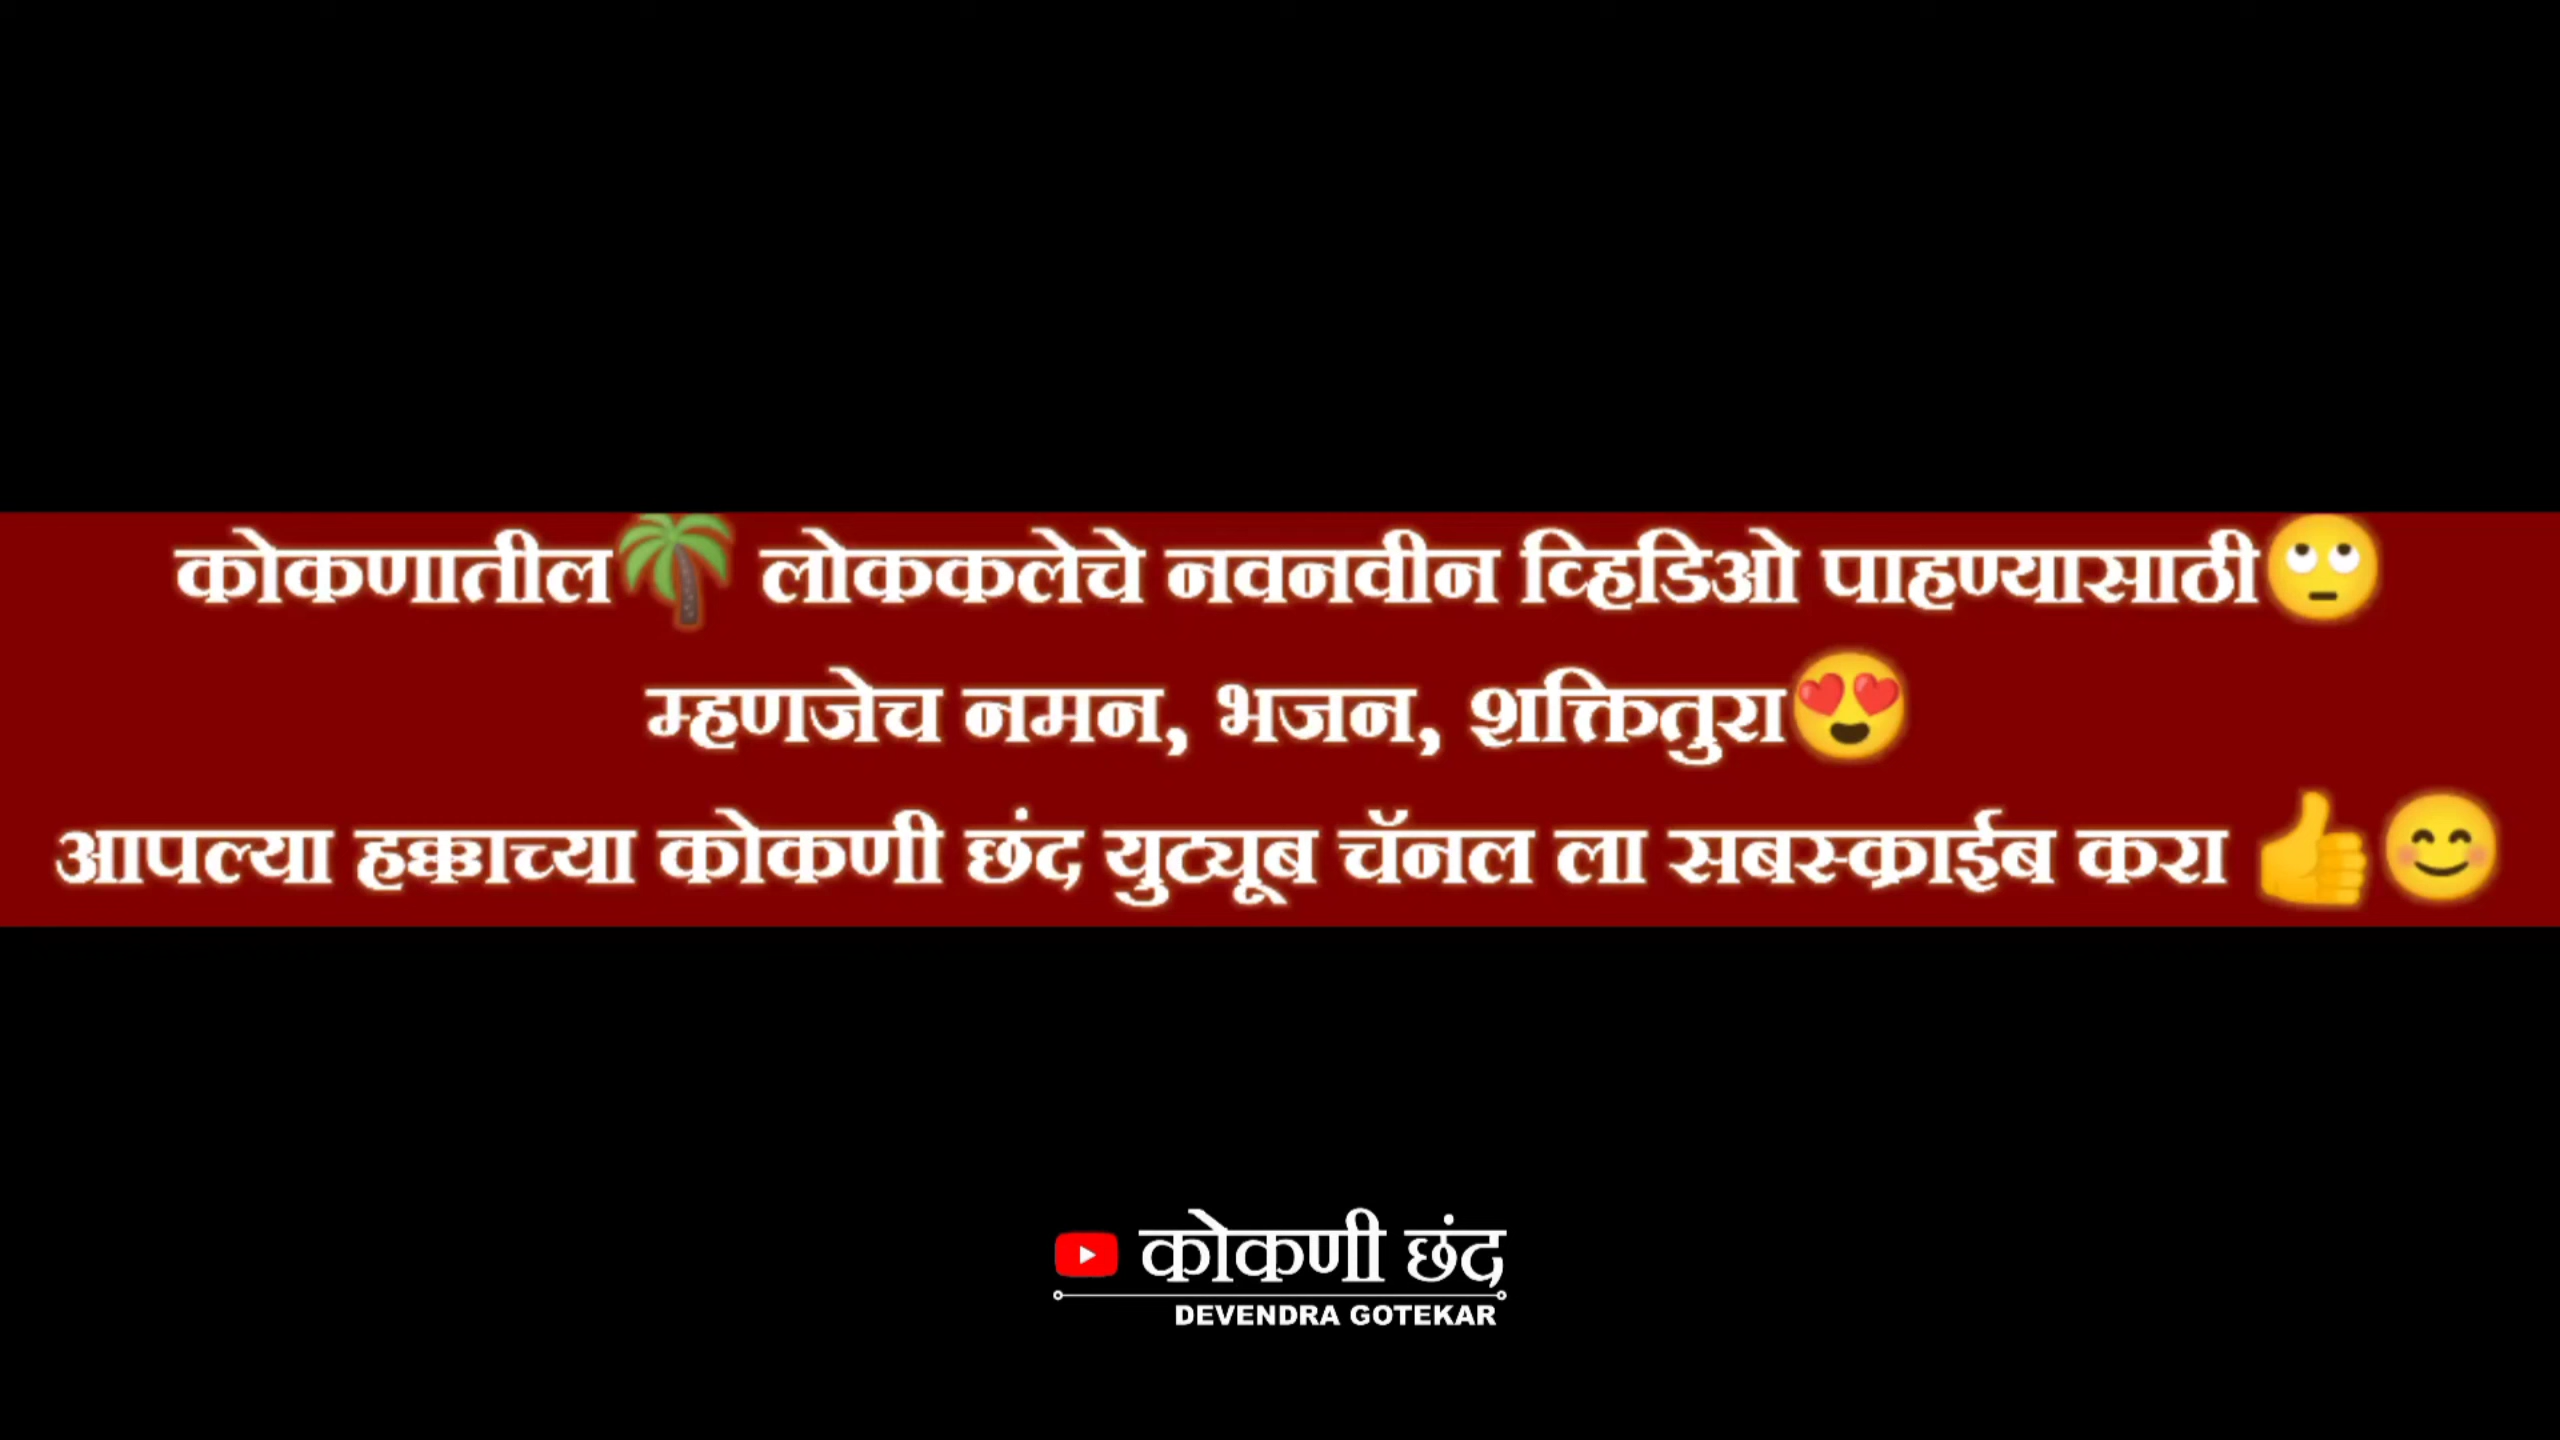 कोकणातील🌴 लोककलेचे नवनवीन व्हिडिओ पाहण्यासाठी🙄
म्हणजेच नमन, भजन, शक्तितुरा😍
आपल्या हक्काच्या कोकणी छंद युट्यूब चॅनल ला सबस्क्राईब करा 👍😊
कोकणी छंद
DEVENDRA GOTEKAR